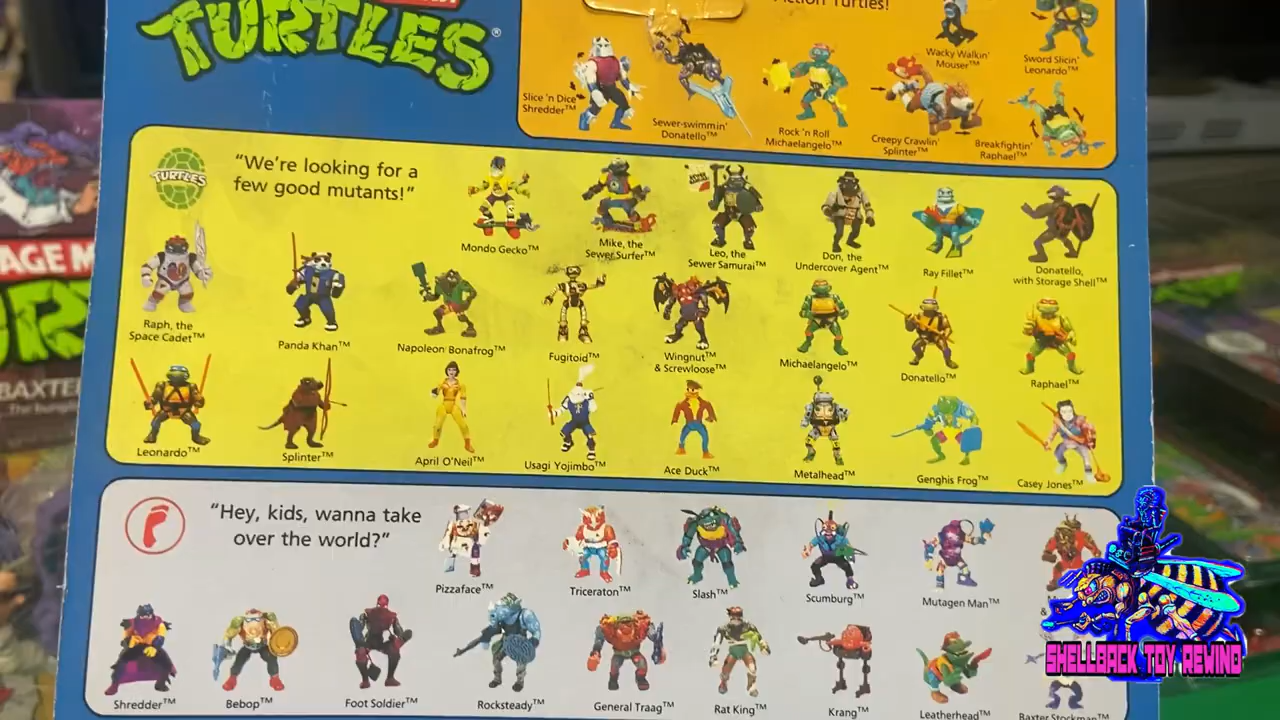 TURTLES®
Action Turtles!
Wacky Walkin'
Mouser™
Sword Slicin'
Leonardo™
Slice 'n Dice
Shredder™
Sewer-swimmin'
Donatello™
Rock 'n Roll
Michaelangelo™
Creepy Crawlin'
Splinter™
Breakfightin'
Raphael™
TURTLES
"We're looking for a
few good mutants!"
Mondo Gecko™
Mike, the
Sewer Surfer™
Leo, the
Sewer Samurai™
Don, the
Undercover Agent™
Ray Fillet™
Donatello,
with Storage Shell™
Raph, the
Space Cadet™
Panda Khan™
Napoleon Bonafrog™
Fugitoid™
Wingnut™
& Screwloose™
Michaelangelo™
Donatello™
Raphael™
Leonardo™
Splinter™
April O'Neil™
Usagi Yojimbo™
Ace Duck™
Metalhead™
Genghis Frog™
Casey Jones™
"Hey, kids, wanna take
over the world?"
Pizzaface™
Triceraton™
Slash™
Scumburg™
Mutagen Man™
&
Shredder™
Bebop™
Foot Soldier™
Rocksteady™
General Traag™
Rat King™
Krang™
Leatherhead™
Baxter Stockman™
AGE M
BAXTE
SHELLBACK TOY REWIND